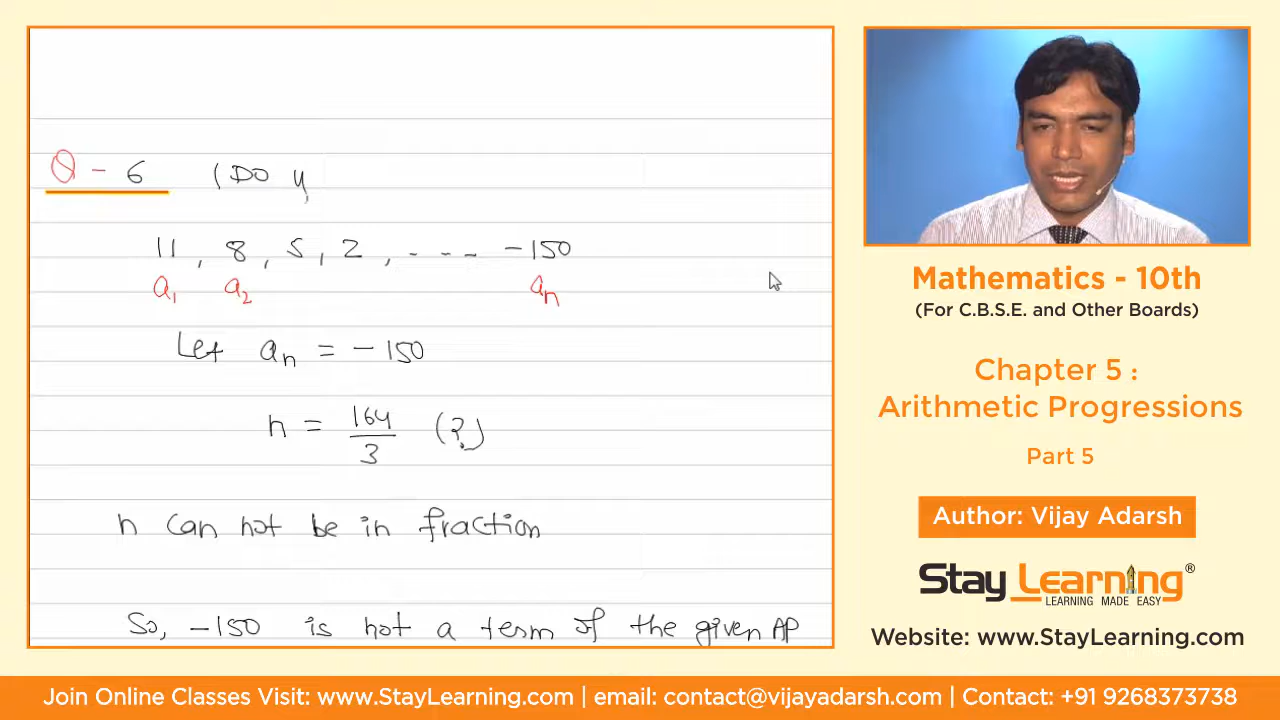 Q - 6 (DO y
11, 8, 5, 2, - - - -150
a1 a2 an
Let an = -150
n = 164/3 (?)
n can not be in fraction
So, -150 is not a term of the given AP
Mathematics - 10th
(For C.B.S.E. and Other Boards)
Chapter 5 :
Arithmetic Progressions
Part 5
Author: Vijay Adarsh
Stay Learning®
LEARNING MADE EASY
Website: www.StayLearning.com
Join Online Classes Visit: www.StayLearning.com | email: contact@vijayadarsh.com | Contact: +91 9268373738